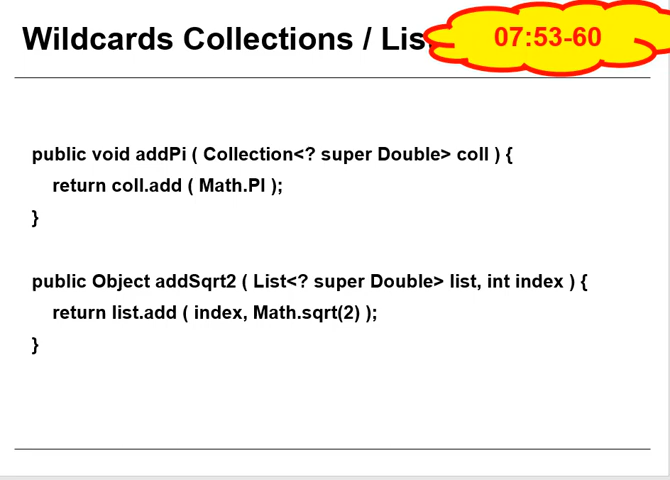 Wildcards Collections / Lis
07:53-60
public void addPi ( Collection<? super Double> coll ) {
return coll.add ( Math.PI );
}
public Object addSqrt2 ( List<? super Double> list, int index ) {
return list.add ( index, Math.sqrt(2) );
}